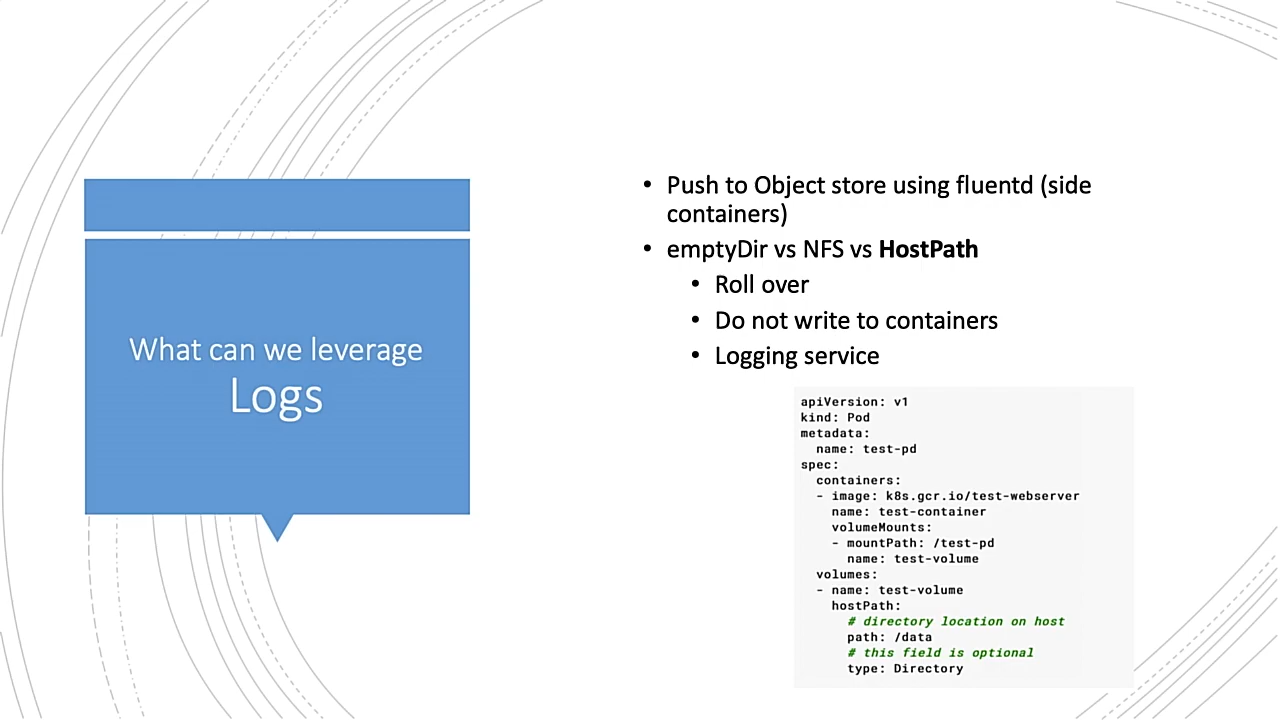 What can we leverage
Logs
• Push to Object store using fluentd (side
containers)
• emptyDir vs NFS vs HostPath
• Roll over
• Do not write to containers
• Logging service
apiVersion: v1
kind: Pod
metadata:
  name: test-pd
spec:
  containers:
  - image: k8s.gcr.io/test-webserver
    name: test-container
    volumeMounts:
    - mountPath: /test-pd
      name: test-volume
  volumes:
  - name: test-volume
    hostPath:
      # directory location on host
      path: /data
      # this field is optional
      type: Directory